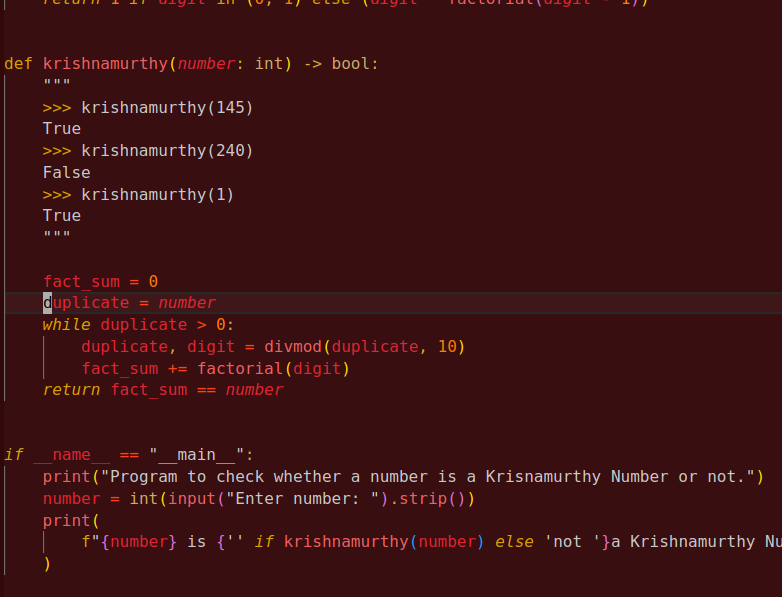 return 1 if digit in (0, 1) else (digit * factorial(digit - 1))
def krishnamurthy(number: int) -> bool:
"""
>>> krishnamurthy(145)
True
>>> krishnamurthy(240)
False
>>> krishnamurthy(1)
True
"""
fact_sum = 0
duplicate = number
while duplicate > 0:
duplicate, digit = divmod(duplicate, 10)
fact_sum += factorial(digit)
return fact_sum == number
if __name__ == "__main__":
print("Program to check whether a number is a Krisnamurthy Number or not.")
number = int(input("Enter number: ").strip())
print(
f"{number} is {'' if krishnamurthy(number) else 'not '}a Krishnamurthy Nu
)